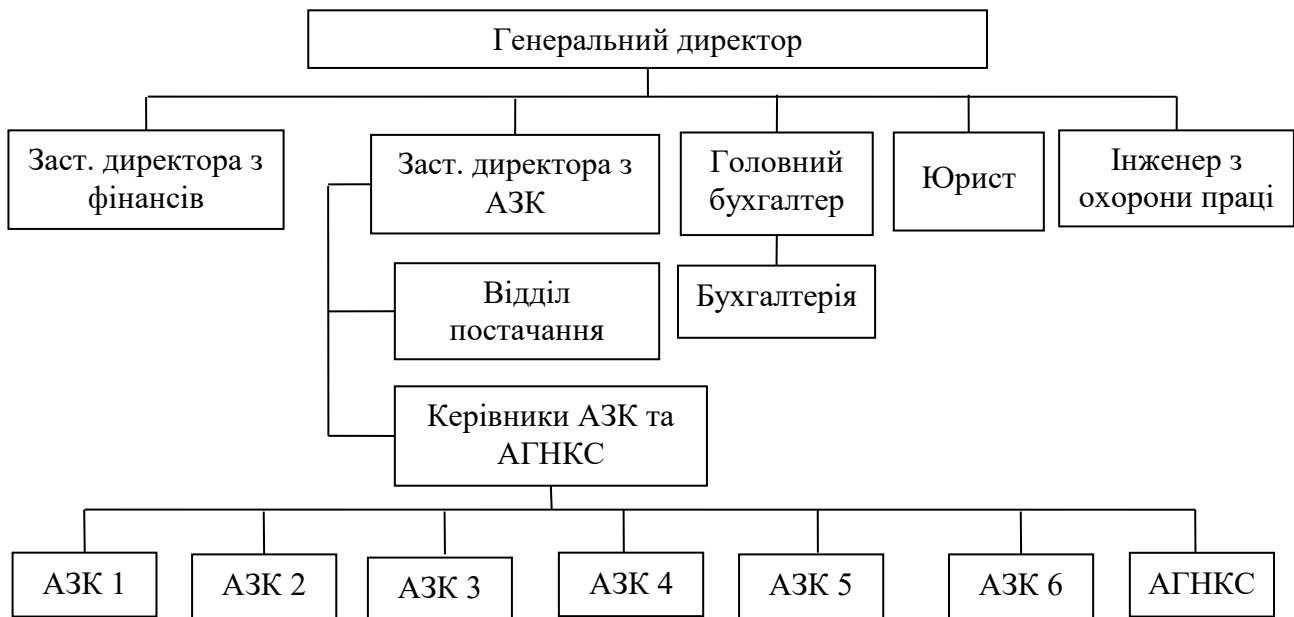 Генеральний директор
Заст. директора з
фінансів
Заст. директора з
АЗК
Головний
бухгалтер
Юрист
Інженер з
охорони праці
Відділ
постачання
Бухгалтерія
Керівники АЗК та
АГНКС
АЗК 1
АЗК 2
АЗК 3
АЗК 4
АЗК 5
АЗК 6
АГНКС